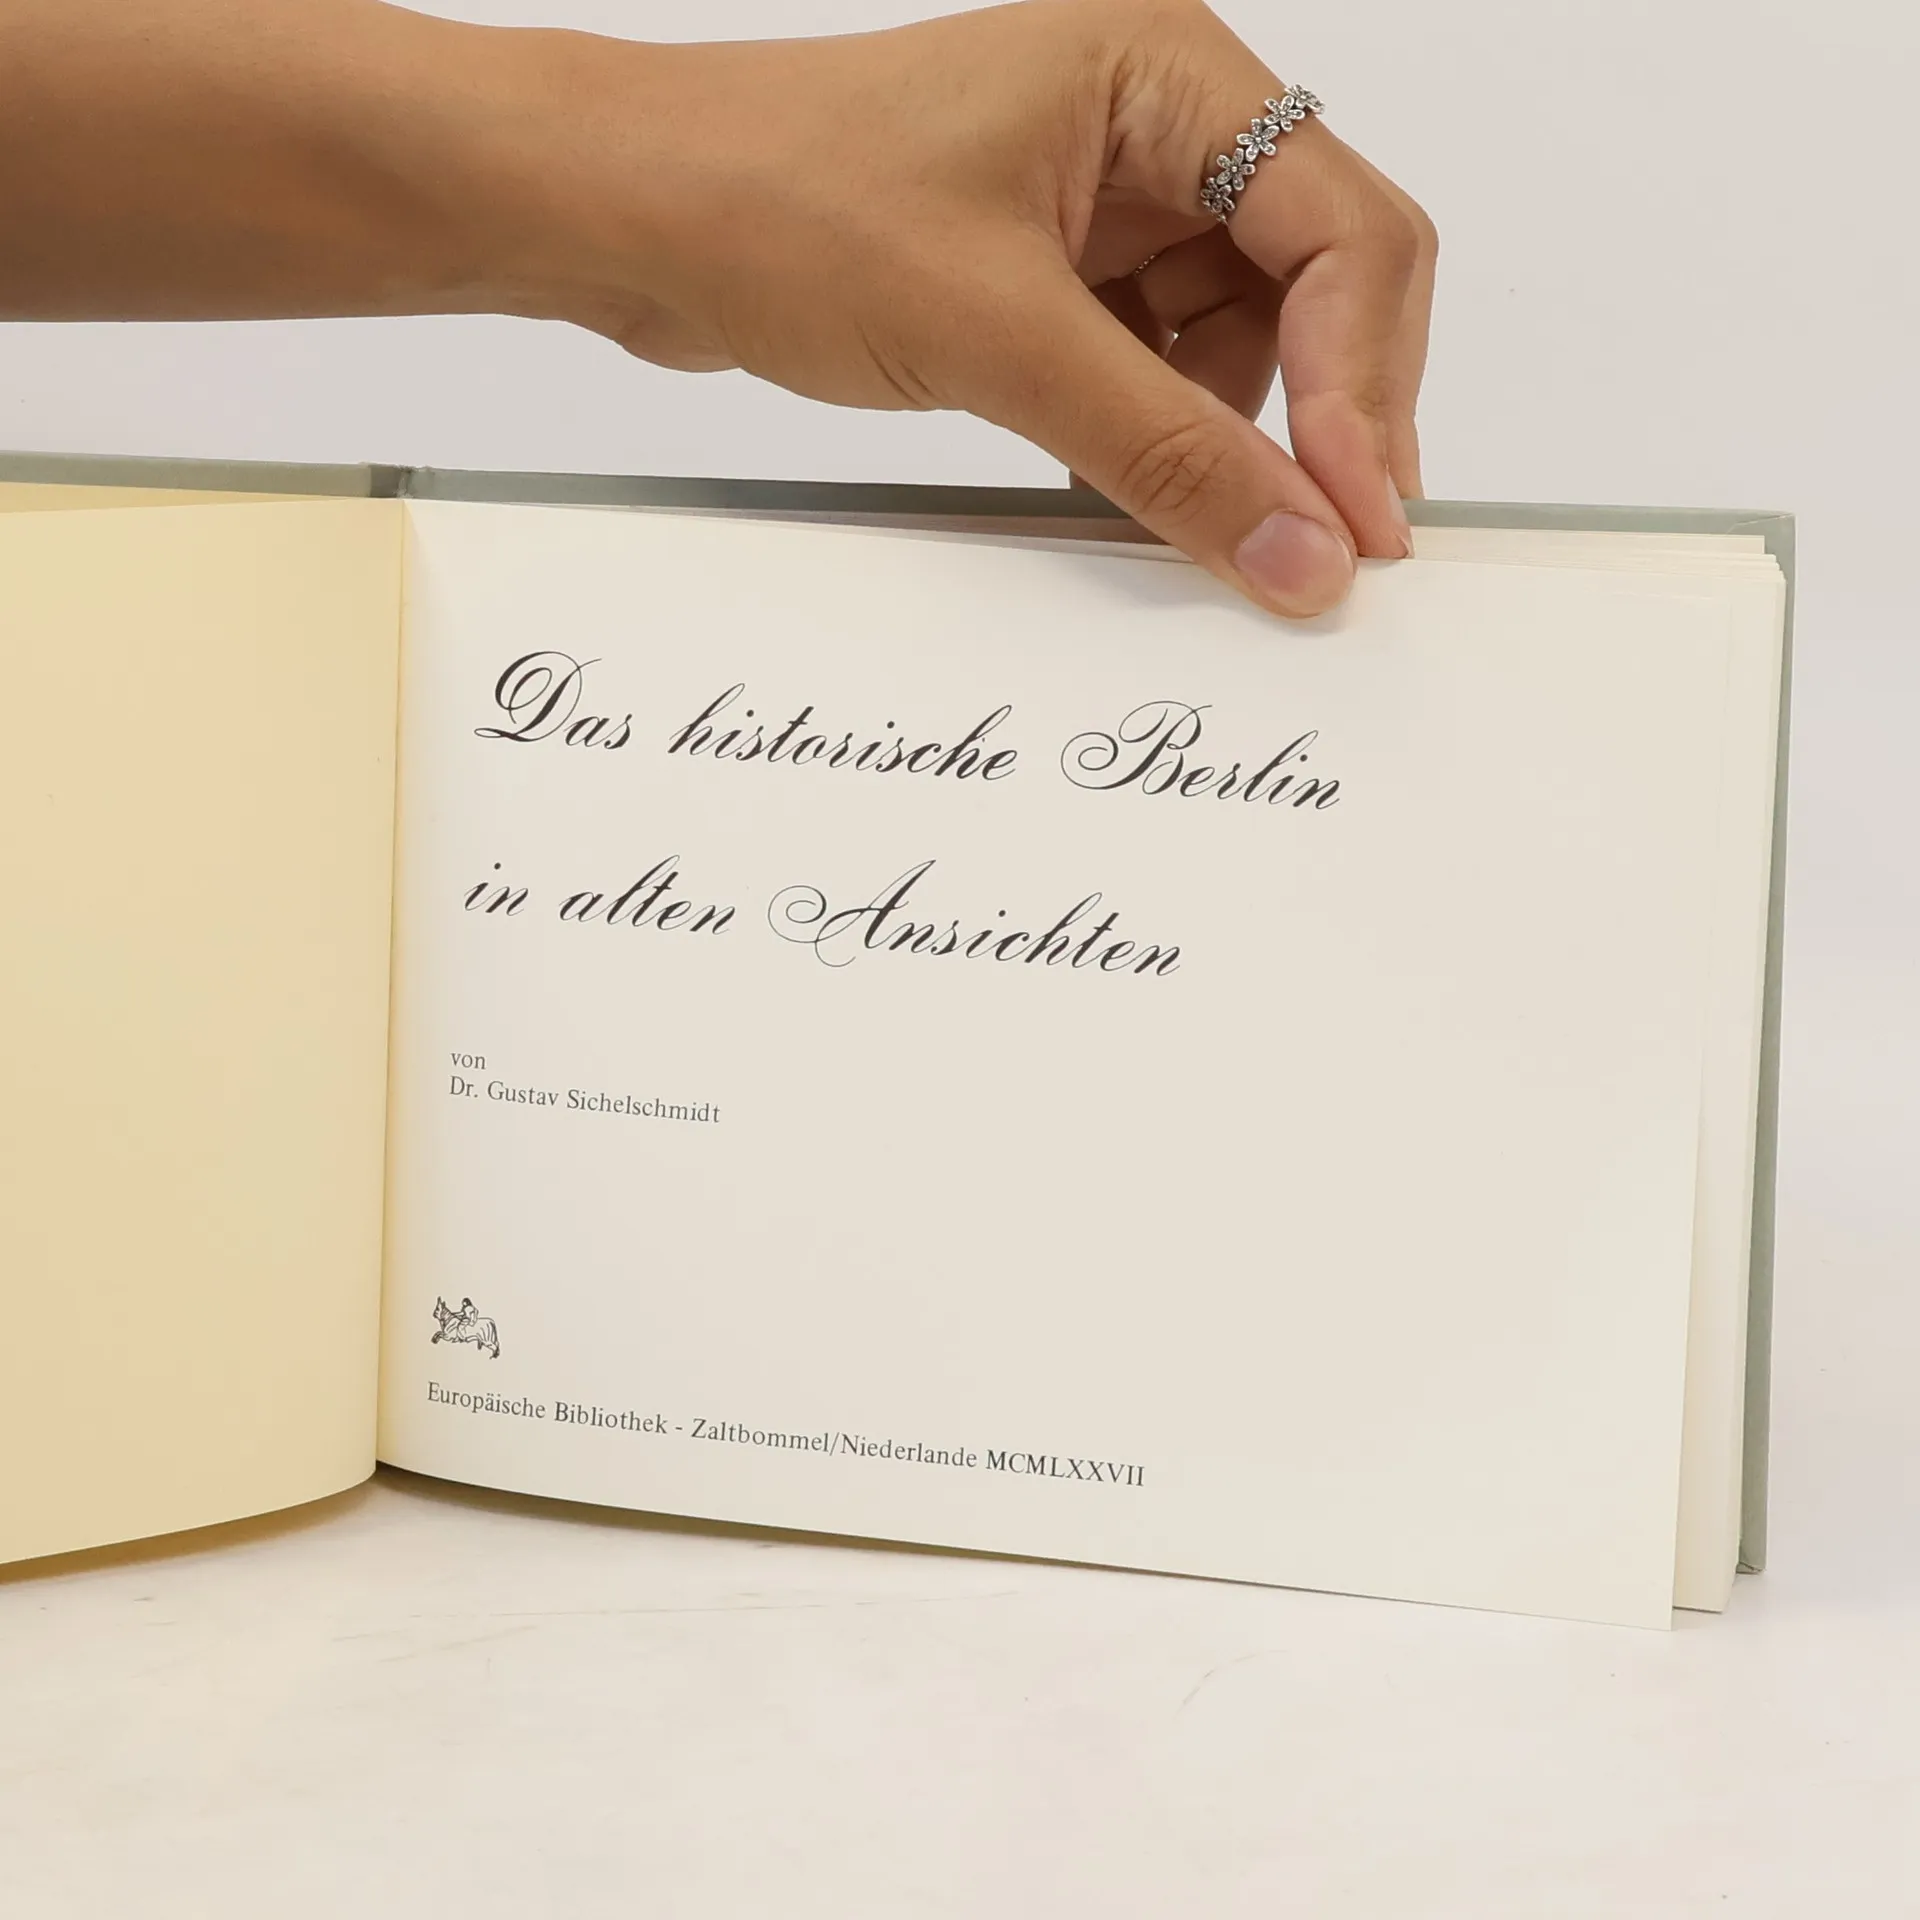 Das historische Berlin
in alten Ansichten
von
Dr. Gustav Sichelschmidt
Europäische Bibliothek - Zaltbommel/Niederlande MCMLXXVII